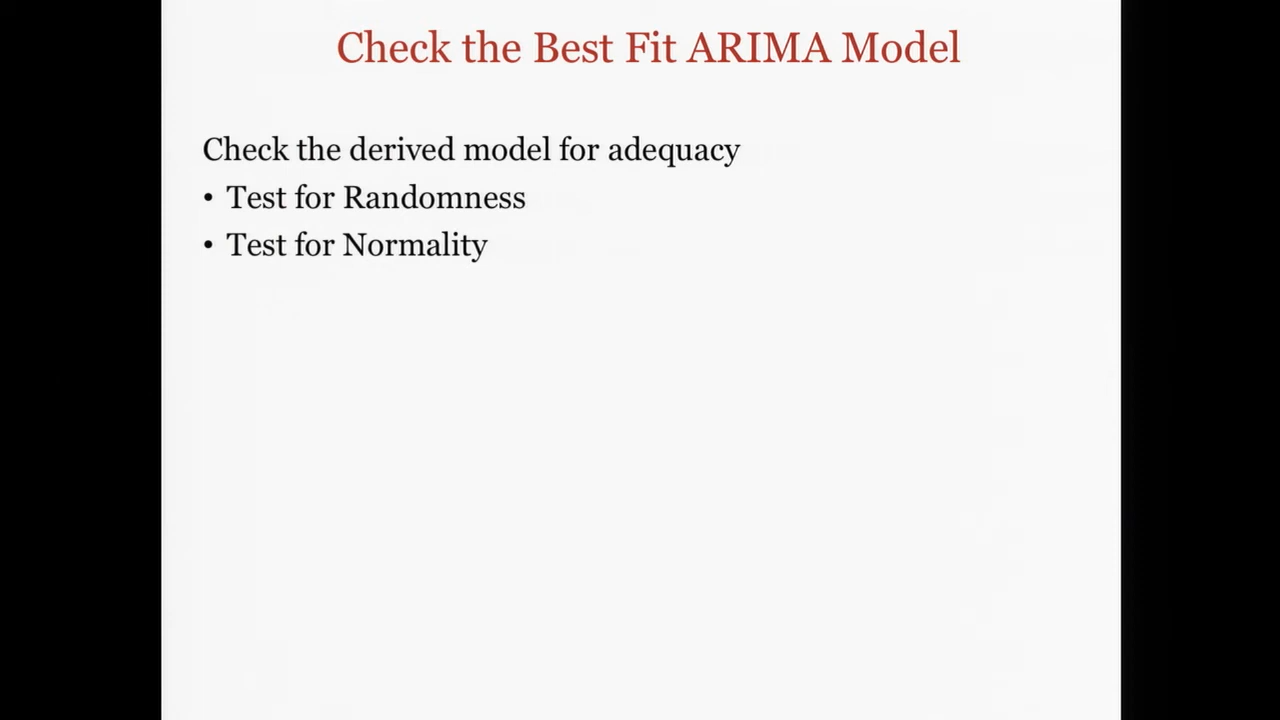 Check the Best Fit ARIMA Model
Check the derived model for adequacy
• Test for Randomness
• Test for Normality